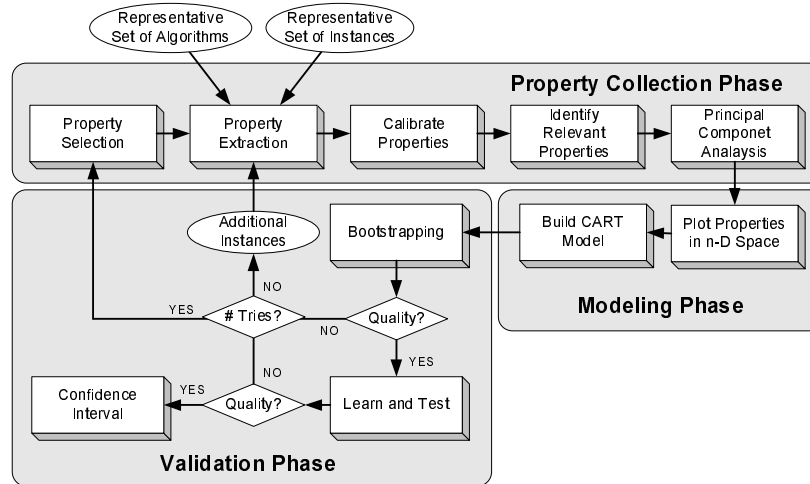 Representative
Set of Algorithms
Representative
Set of Instances
Property Collection Phase
Property
Selection
Property
Extraction
Calibrate
Properties
Identify
Relevant
Properties
Principal
Componet
Analaysis
Additional
Instances
Bootstrapping
Build CART
Model
Plot Properties
in n-D Space
NO
YES
# Tries?
NO
Quality?
Modeling Phase
YES
NO
Confidence
Interval
YES
Quality?
Learn and Test
Validation Phase